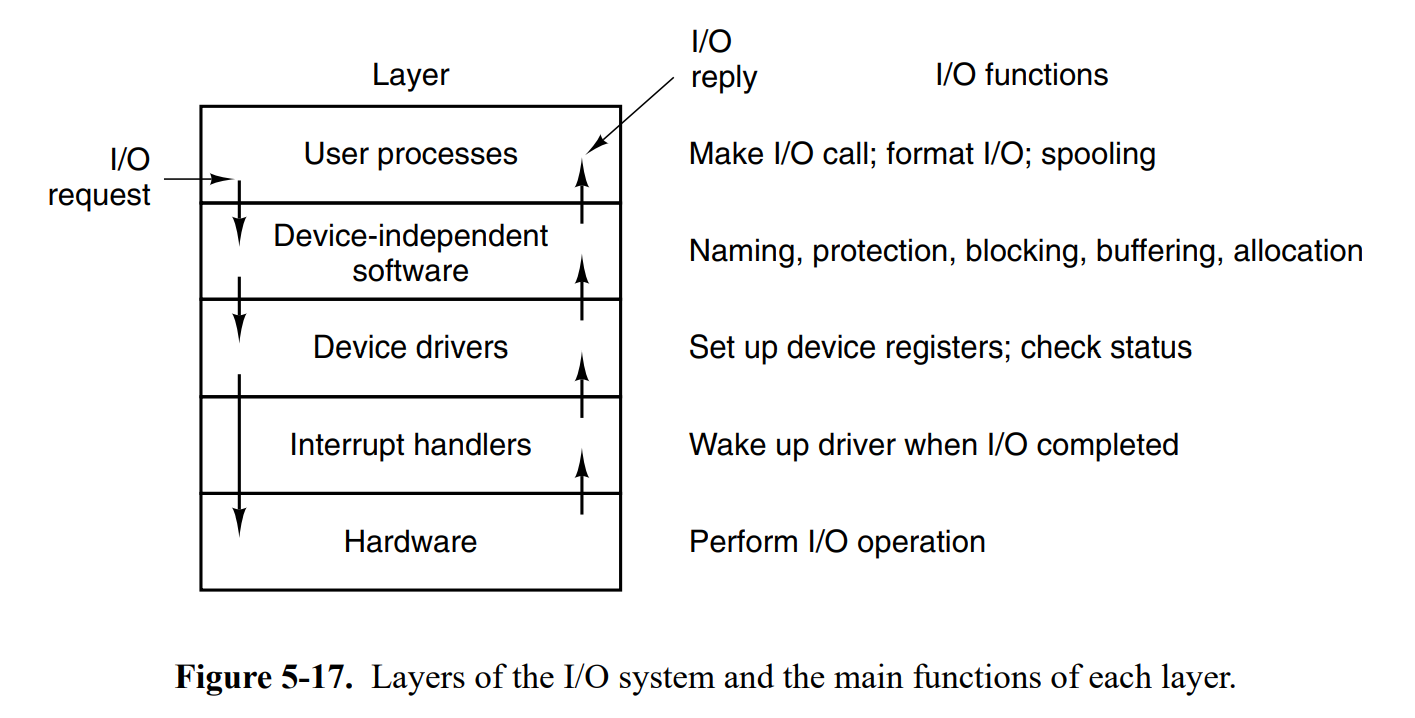 Layer
I/O
reply
I/O functions
I/O
request
User processes
Make I/O call; format I/O; spooling
Device-independent
software
Naming, protection, blocking, buffering, allocation
Device drivers
Set up device registers; check status
Interrupt handlers
Wake up driver when I/O completed
Hardware
Perform I/O operation
Figure 5-17. Layers of the I/O system and the main functions of each layer.